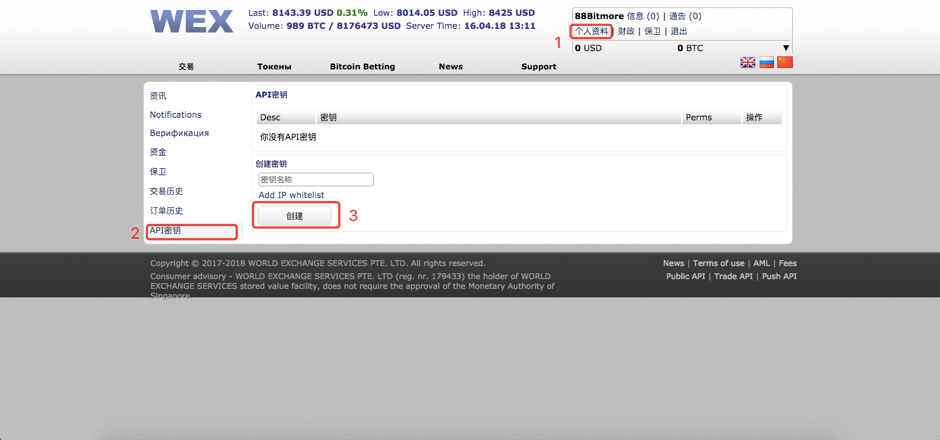 WEX
Last: 8143.39 USD 0.31% Low: 8014.05 USD High: 8425 USD
Volume: 989 BTC / 8176473 USD Server Time: 16.04.18 13:11
88Bitmore 信息 (0) | 通告 (0)
1 个人资料 | 财政 | 保卫 | 退出
0 USD 0 BTC ▼
交易 Токены Bitcoin Betting News Support
资讯
Notifications
Верификация
资金
保卫
交易历史
订单历史
2 API密钥
API密钥
Desc 密钥 Perms 操作
你没有API密钥
创建密钥
密钥名称
Add IP whitelist
创建 3
Copyright © 2017-2018 WORLD EXCHANGE SERVICES PTE. LTD. All rights reserved.
Consumer advisory - WORLD EXCHANGE SERVICES PTE. LTD (reg. nr. 179433) the holder of WORLD
EXCHANGE SERVICES stored value facility, does not require the approval of the Monetary Authority of
Singapore.
News | Terms of use | AML | Fees
Public API | Trade API | Push API